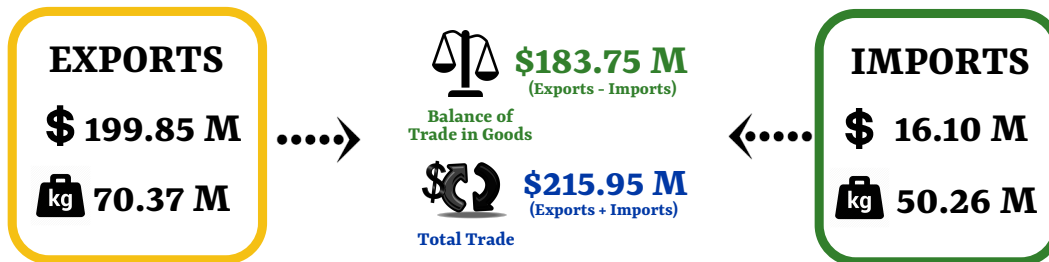 EXPORTS
$ 199.85 M
kg 70.37 M
$183.75 M
(Exports - Imports)
Balance of
Trade in Goods
$
$215.95 M
(Exports + Imports)
Total Trade
IMPORTS
$ 16.10 M
kg 50.26 M